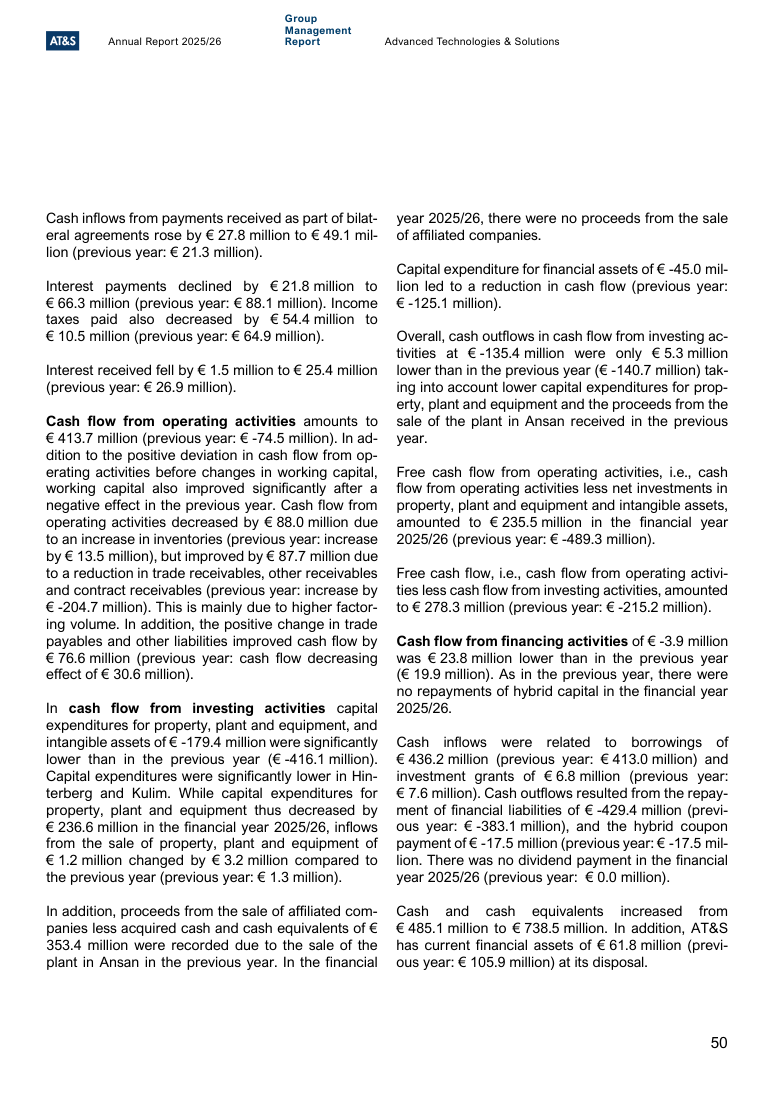 Group
Management
Report
AT&S
Annual Report 2025/26
Advanced Technologies & Solutions
Cash inflows from payments received as part of bilat-
eral agreements rose by € 27.8 million to € 49.1 mil-
lion (previous year: € 21.3 million).
Interest payments declined by € 21.8 million to
€ 66.3 million (previous year: € 88.1 million). Income
taxes paid also decreased by € 54.4 million to
€ 10.5 million (previous year: € 64.9 million).
Interest received fell by € 1.5 million to € 25.4 million
(previous year: € 26.9 million).
Cash flow from operating activities amounts to
€ 413.7 million (previous year: € -74.5 million). In ad-
dition to the positive deviation in cash flow from op-
erating activities before changes in working capital,
working capital also improved significantly after a
negative effect in the previous year. Cash flow from
operating activities decreased by € 88.0 million due
to an increase in inventories (previous year: increase
by € 13.5 million), but improved by € 87.7 million due
to a reduction in trade receivables, other receivables
and contract receivables (previous year: increase by
€ -204.7 million). This is mainly due to higher factor-
ing volume. In addition, the positive change in trade
payables and other liabilities improved cash flow by
€ 76.6 million (previous year: cash flow decreasing
effect of € 30.6 million).
In cash flow from investing activities capital
expenditures for property, plant and equipment, and
intangible assets of € -179.4 million were significantly
lower than in the previous year (€ -416.1 million).
Capital expenditures were significantly lower in Hin-
terberg and Kulim. While capital expenditures for
property, plant and equipment thus decreased by
€ 236.6 million in the financial year 2025/26, inflows
from the sale of property, plant and equipment of
€ 1.2 million changed by € 3.2 million compared to
the previous year (previous year: € 1.3 million).
In addition, proceeds from the sale of affiliated com-
panies less acquired cash and cash equivalents of €
353.4 million were recorded due to the sale of the
plant in Ansan in the previous year. In the financial
year 2025/26, there were no proceeds from the sale
of affiliated companies.
Capital expenditure for financial assets of € -45.0 mil-
lion led to a reduction in cash flow (previous year:
€ -125.1 million).
Overall, cash outflows in cash flow from investing ac-
tivities at € -135.4 million were only € 5.3 million
lower than in the previous year (€ -140.7 million) tak-
ing into account lower capital expenditures for prop-
erty, plant and equipment and the proceeds from the
sale of the plant in Ansan received in the previous
year.
Free cash flow from operating activities, i.e., cash
flow from operating activities less net investments in
property, plant and equipment and intangible assets,
amounted to € 235.5 million in the financial year
2025/26 (previous year: € -489.3 million).
Free cash flow, i.e., cash flow from operating activi-
ties less cash flow from investing activities, amounted
to € 278.3 million (previous year: € -215.2 million).
Cash flow from financing activities of € -3.9 million
was € 23.8 million lower than in the previous year
(€ 19.9 million). As in the previous year, there were
no repayments of hybrid capital in the financial year
2025/26.
Cash inflows were related to borrowings of
€ 436.2 million (previous year: € 413.0 million) and
investment grants of € 6.8 million (previous year:
€ 7.6 million). Cash outflows resulted from the repay-
ment of financial liabilities of € -429.4 million (previ-
ous year: € -383.1 million), and the hybrid coupon
payment of € -17.5 million (previous year: € -17.5 mil-
lion. There was no dividend payment in the financial
year 2025/26 (previous year: € 0.0 million).
Cash and cash equivalents increased from
€ 485.1 million to € 738.5 million. In addition, AT&S
has current financial assets of € 61.8 million (previ-
ous year: € 105.9 million) at its disposal.
50